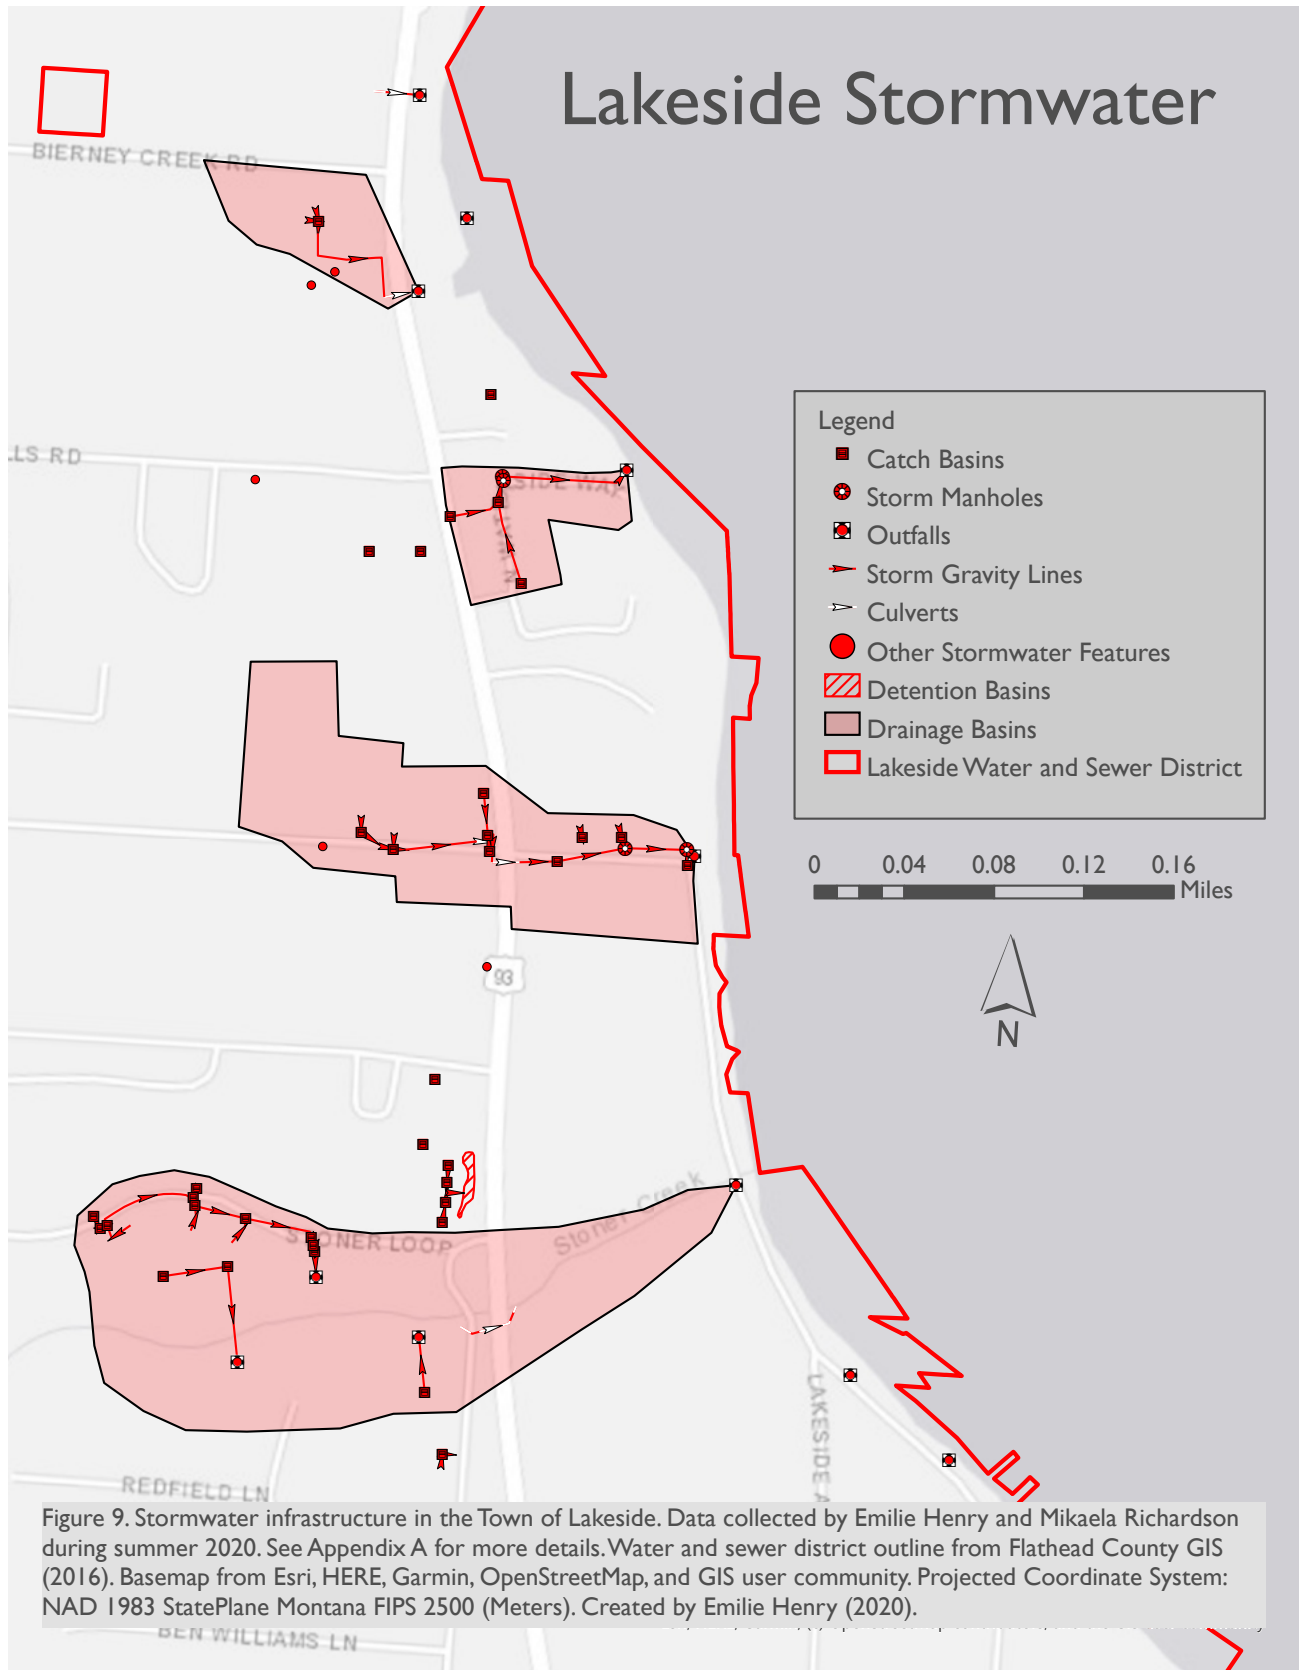 Lakeside Stormwater
BIERNEY CREEK RD
LLS RD
SIDE WAY
N WAT
Legend
Catch Basins
Storm Manholes
Outfalls
Storm Gravity Lines
Culverts
Other Stormwater Features
Detention Basins
Drainage Basins
Lakeside Water and Sewer District
0 0.04 0.08 0.12 0.16
Miles
N
93
Stoner Creek
STONER LOOP
LAKESIDE A
REDFIELD LN
Figure 9. Stormwater infrastructure in the Town of Lakeside. Data collected by Emilie Henry and Mikaela Richardson
during summer 2020. See Appendix A for more details. Water and sewer district outline from Flathead County GIS
(2016). Basemap from Esri, HERE, Garmin, OpenStreetMap, and GIS user community. Projected Coordinate System:
NAD 1983 StatePlane Montana FIPS 2500 (Meters). Created by Emilie Henry (2020).
BEN WILLIAMS LN